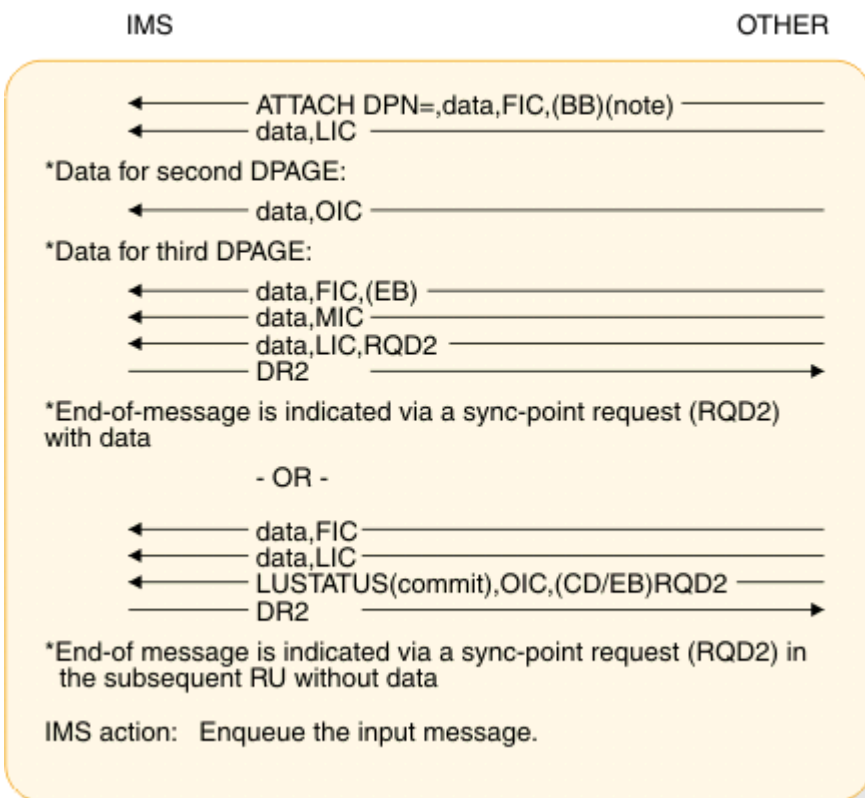 IMS OTHER
ATTACH DPN=,data,FIC,(BB)(note)
data,LIC
*Data for second DPAGE:
data,OIC
*Data for third DPAGE:
data,FIC,(EB)
data,MIC
data,LIC,RQD2
DR2
*End-of-message is indicated via a sync-point request (RQD2)
with data
- OR -
data,FIC
data,LIC
LUSTATUS(commit),OIC,(CD/EB)RQD2
DR2
*End-of message is indicated via a sync-point request (RQD2) in
the subsequent RU without data
IMS action: Enqueue the input message.